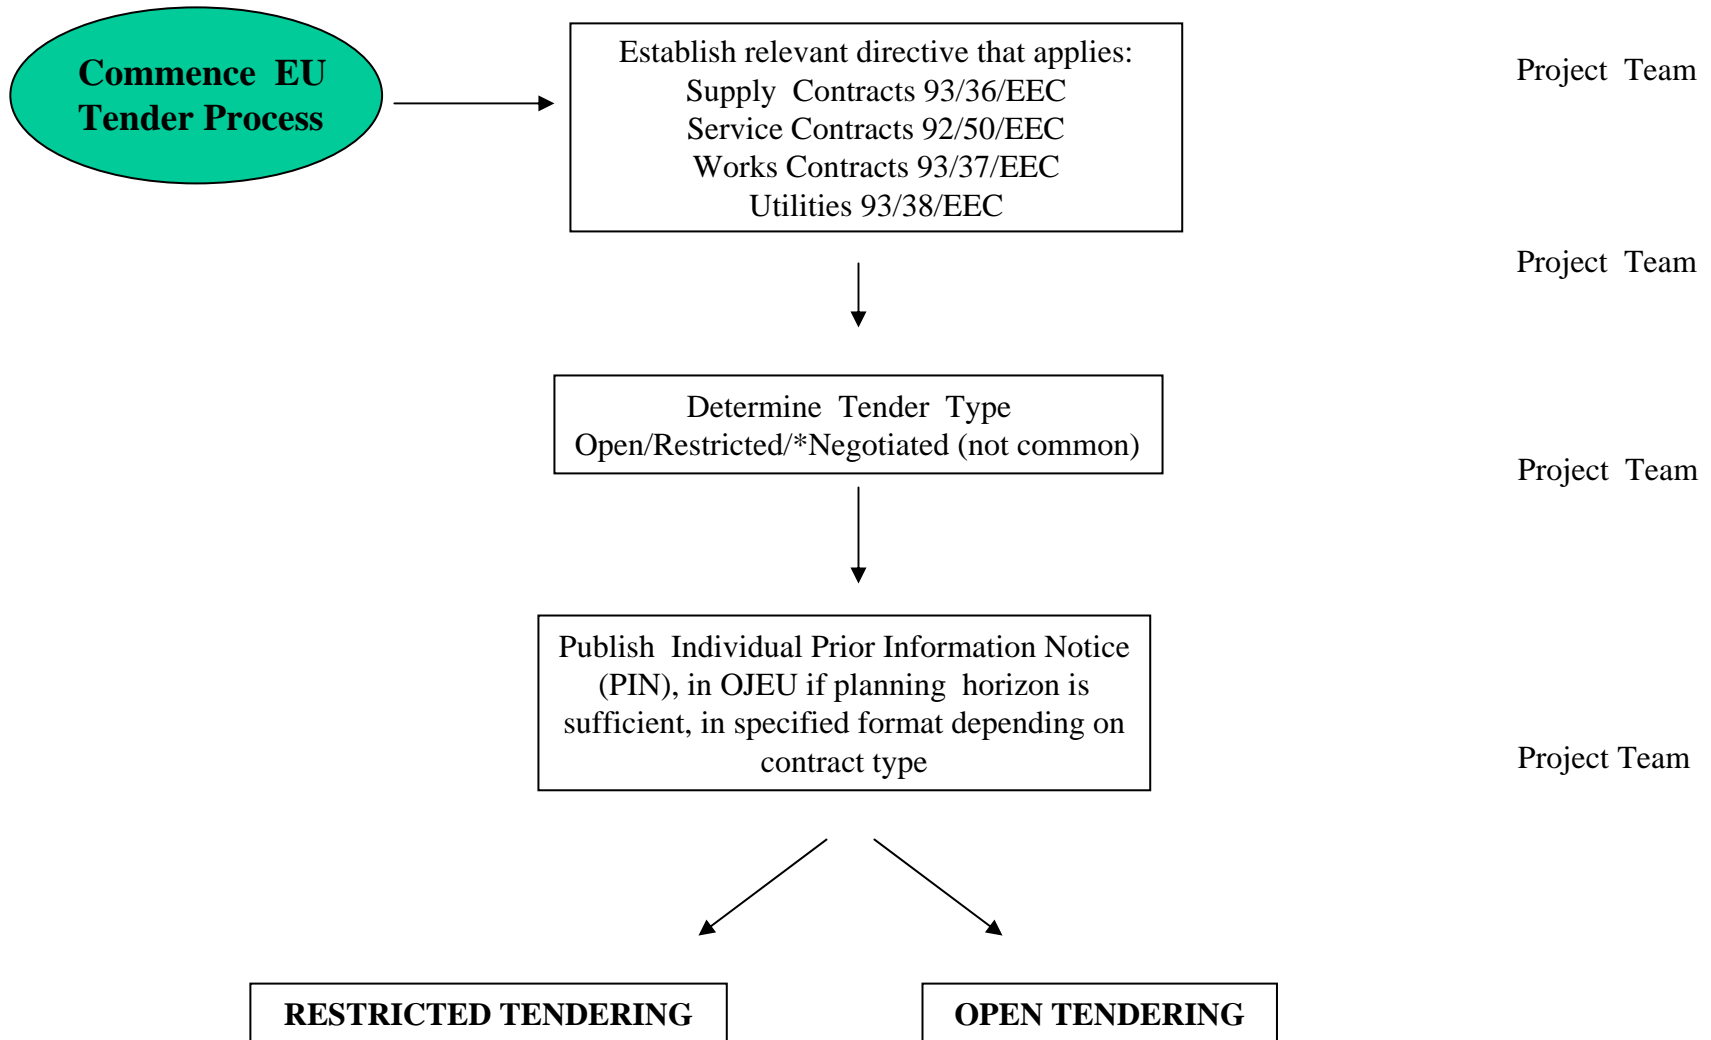 Commence EU
Tender Process
Establish relevant directive that applies:
Supply Contracts 93/36/EEC
Service Contracts 92/50/EEC
Works Contracts 93/37/EEC
Utilities 93/38/EEC
Project Team
Project Team
Determine Tender Type
Open/Restricted/*Negotiated (not common)
Project Team
Publish Individual Prior Information Notice
(PIN), in OJEU if planning horizon is
sufficient, in specified format depending on
contract type
Project Team
RESTRICTED TENDERING
OPEN TENDERING